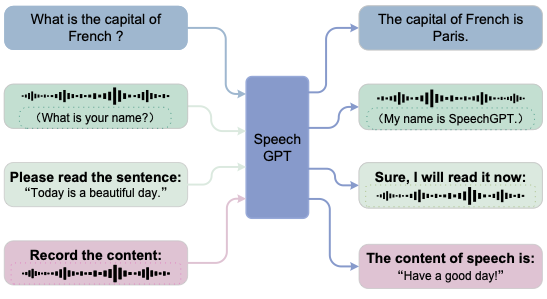 What is the capital of
French ?
The capital of French is
Paris.
（What is your name?）
（My name is SpeechGPT.）
Speech
GPT
Please read the sentence:
“Today is a beautiful day.”
Sure, I will read it now:
Record the content:
The content of speech is:
“Have a good day!”